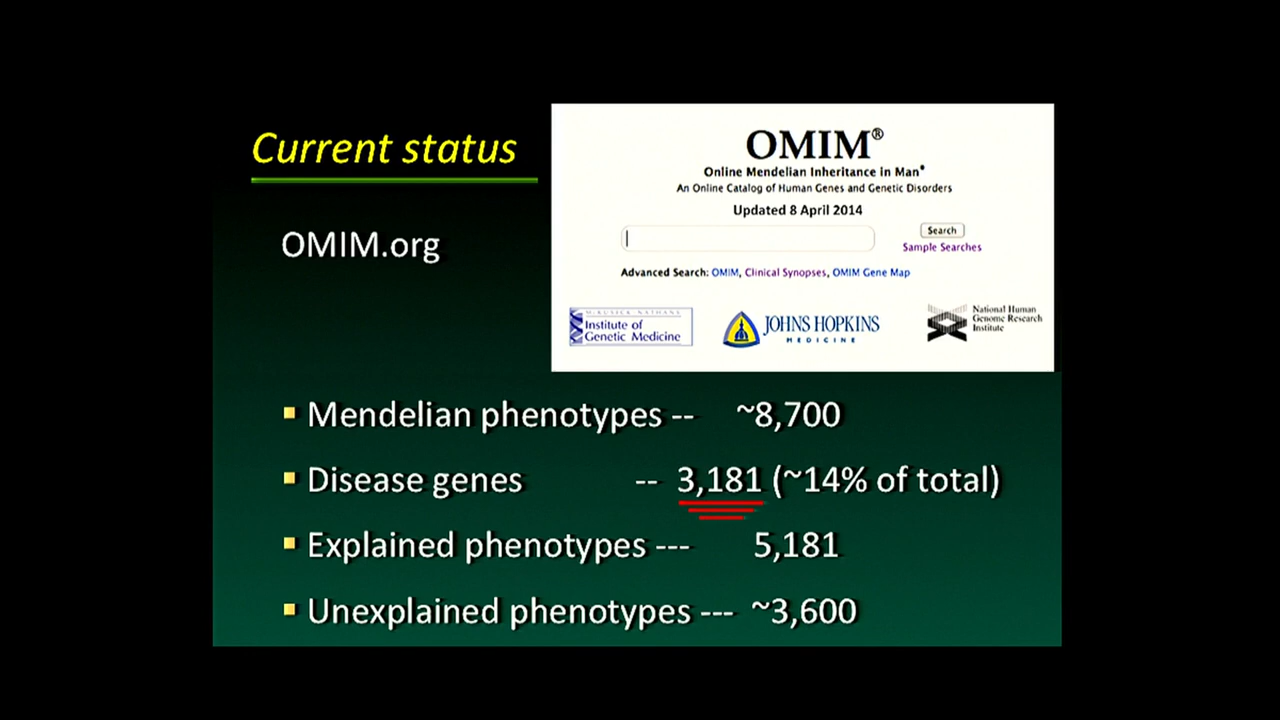 Current status
OMIM®
Online Mendelian Inheritance in Man®
An Online Catalog of Human Genes and Genetic Disorders
Updated 8 April 2014
OMIM.org
Search
Sample Searches
Advanced Search: OMIM, Clinical Synopses, OMIM Gene Map
McKUSICK-NATHANS
Institute of
Genetic Medicine
JOHNS HOPKINS
MEDICINE
National Human
Genome Research
Institute
Mendelian phenotypes -- ~8,700
Disease genes -- 3,181 (~14% of total)
Explained phenotypes --- 5,181
Unexplained phenotypes --- ~3,600